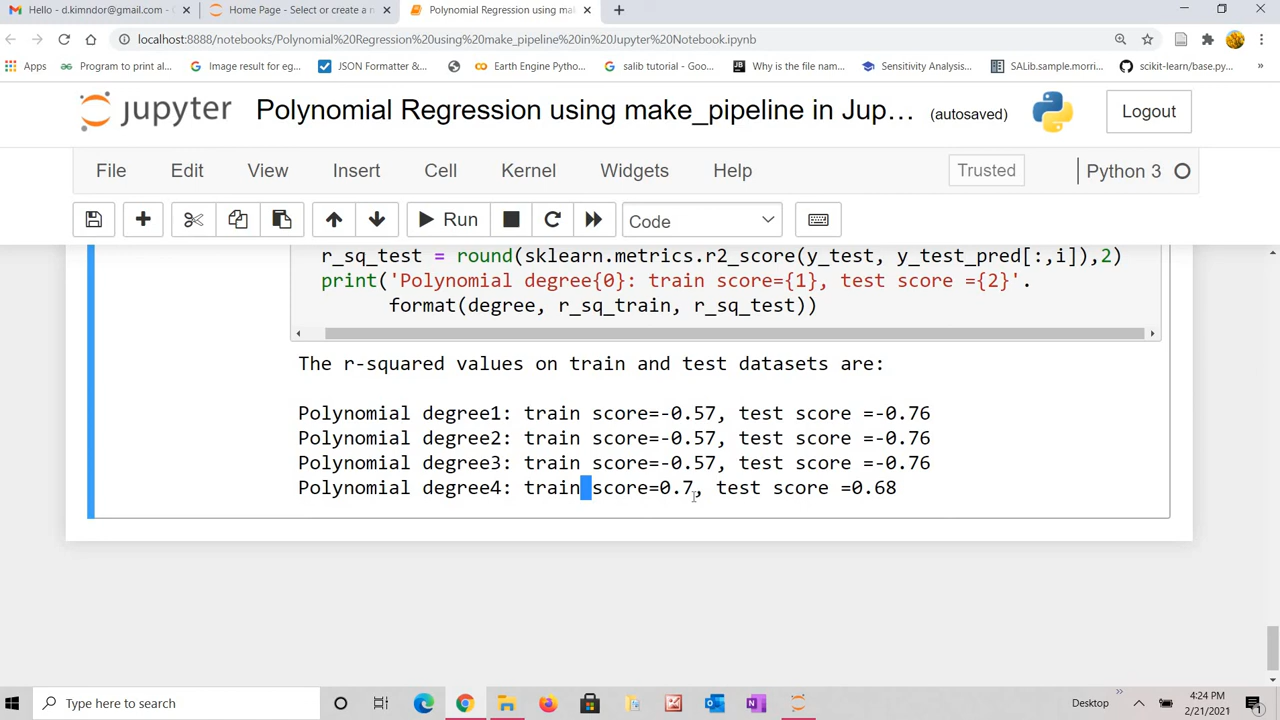 Hello - d.kimndor@gmail.com - G
Home Page - Select or create a n
Polynomial Regression using mak
localhost:8888/notebooks/Polynomial%20Regression%20using%20make_pipeline%20in%20Jupyter%20Notebook.ipynb
Apps
Program to print al...
Image result for eg...
JSON Formatter &...
Earth Engine Pytho...
salib tutorial - Goo...
Why is the file nam...
Sensitivity Analysis...
SALib.sample.morri...
scikit-learn/base.py...
»
jupyter
Polynomial Regression using make_pipeline in Jup... (autosaved)
Logout
File Edit View Insert Cell Kernel Widgets Help
Trusted
Python 3
Run
Code
r_sq_test = round(sklearn.metrics.r2_score(y_test, y_test_pred[:,i]),2)
print('Polynomial degree{0}: train score={1}, test score ={2}'.
format(degree, r_sq_train, r_sq_test))
The r-squared values on train and test datasets are:
Polynomial degree1: train score=-0.57, test score =-0.76
Polynomial degree2: train score=-0.57, test score =-0.76
Polynomial degree3: train score=-0.57, test score =-0.76
Polynomial degree4: train score=0.7, test score =0.68
Type here to search
Desktop
»
4:24 PM
2/21/2021
1